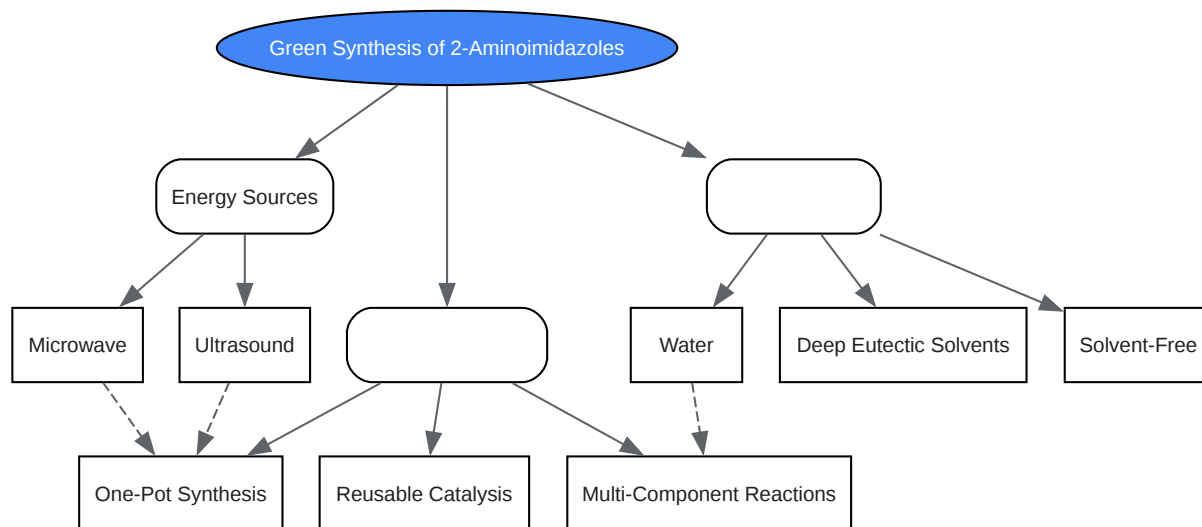 Green Synthesis of 2-Aminoimidazoles
Energy Sources
Microwave
Ultrasound
Water
Deep Eutectic Solvents
Solvent-Free
One-Pot Synthesis
Reusable Catalysis
Multi-Component Reactions